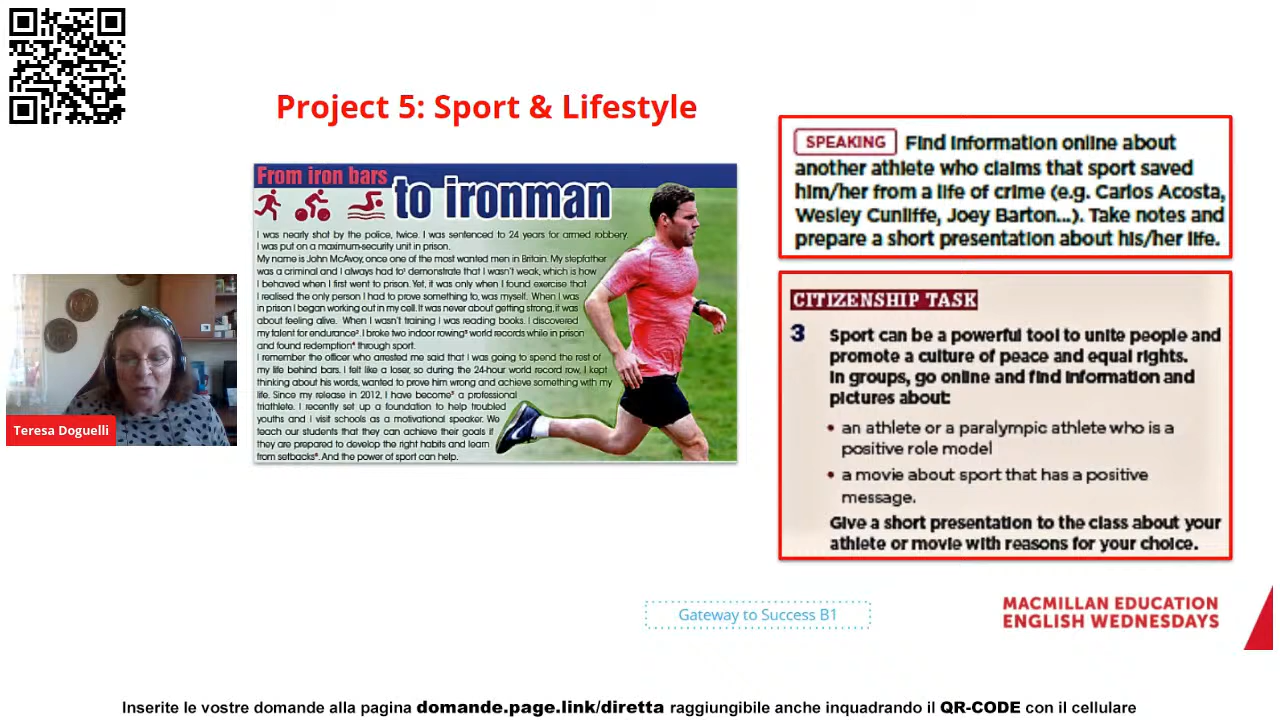 Project 5: Sport & Lifestyle
From iron bars
to ironman
I was nearly shot by the police, twice. I was sentenced to 24 years for armed robbery.
I was put on a maximum-security unit in prison.
My name is John McAvoy, once one of the most wanted men in Britain. My stepfather
was a criminal and I always had to¹ demonstrate that I wasn't weak, which is how
I behaved when I first went to prison. Yet, it was only when I found exercise that
I realised the only person I had to prove something to, was myself. When I was
in prison I began working out in my cell. It was never about getting strong, it was
about feeling alive. When I wasn't training I was reading books. I discovered
my talent for endurance². I broke two indoor rowing³ world records while in prison
and found redemption⁴ through sport.
I remember the officer who arrested me said that I was going to spend the rest of
my life behind bars. I felt like a loser, so during the 24-hour world record row, I kept
thinking about his words, wanted to prove him wrong and achieve something with my
life. Since my release in 2012, I have become⁵ a professional
triathlete. I recently set up a foundation to help troubled
youths and I visit schools as a motivational speaker. We
teach our students that they can achieve their goals if
they are prepared to develop the right habits and learn
from setbacks⁶. And the power of sport can help.
SPEAKING Find information online about
another athlete who claims that sport saved
him/her from a life of crime (e.g. Carlos Acosta,
Wesley Cunliffe, Joey Barton...). Take notes and
prepare a short presentation about his/her life.
CITIZENSHIP TASK
3 Sport can be a powerful tool to unite people and
promote a culture of peace and equal rights.
In groups, go online and find information and
pictures about:
• an athlete or a paralympic athlete who is a
positive role model
• a movie about sport that has a positive
message.
Give a short presentation to the class about your
athlete or movie with reasons for your choice.
Teresa Doguelli
Gateway to Success B1
MACMILLAN EDUCATION
ENGLISH WEDNESDAYS
Inserite le vostre domande alla pagina domande.page.link/diretta raggiungibile anche inquadrando il QR-CODE con il cellulare